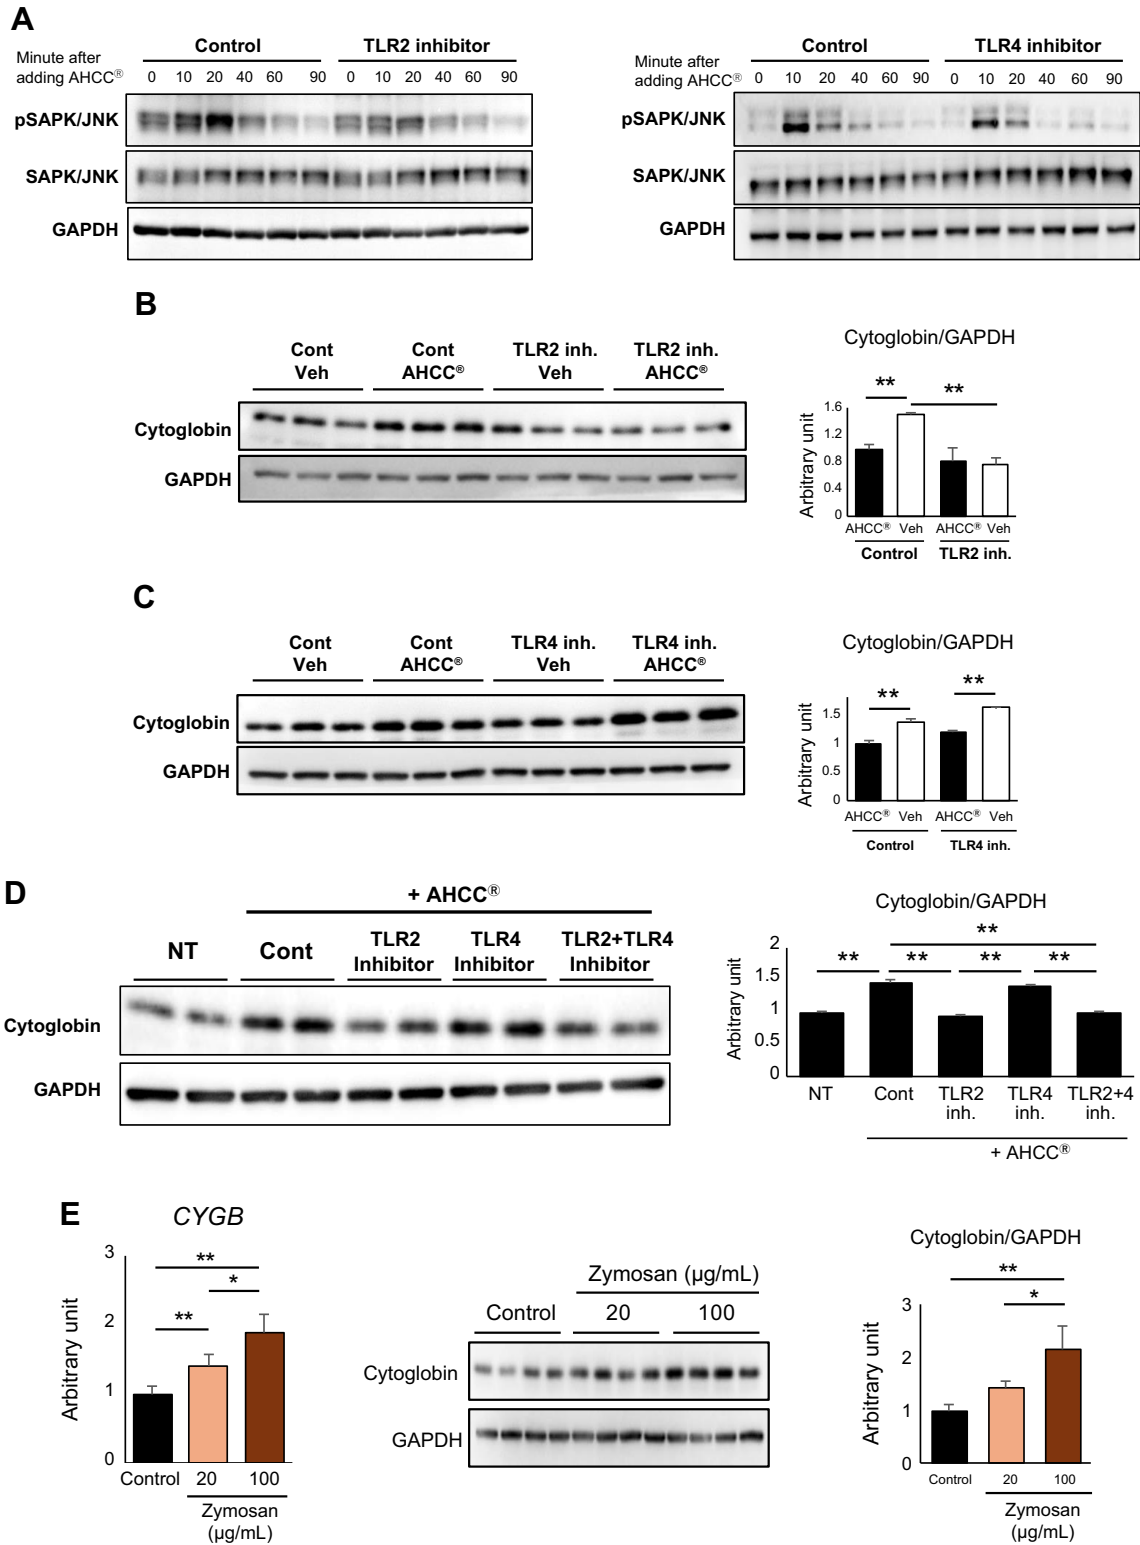 A
Control TLR2 inhibitor
Minute after
adding AHCC®
0 10 20 40 60 90 0 10 20 40 60 90
pSAPK/JNK
SAPK/JNK
GAPDH
Control TLR4 inhibitor
Minute after
adding AHCC®
0 10 20 40 60 90 0 10 20 40 60 90
pSAPK/JNK
SAPK/JNK
GAPDH
B
Cont Cont TLR2 inh. TLR2 inh.
Veh AHCC® Veh AHCC®
Cytoglobin
GAPDH
Cytoglobin/GAPDH
** **
Arbitrary unit
1.6
1.2
0.8
0.4
0
AHCC® Veh AHCC® Veh
Control TLR2 inh.
C
Cont Cont TLR4 inh. TLR4 inh.
Veh AHCC® Veh AHCC®
Cytoglobin
GAPDH
Cytoglobin/GAPDH
** **
Arbitrary unit
1.5
1
0.5
0
AHCC® Veh AHCC® Veh
Control TLR4 inh.
D
+ AHCC®
NT Cont TLR2 TLR4 TLR2+TLR4
Inhibitor Inhibitor Inhibitor
Cytoglobin
GAPDH
Cytoglobin/GAPDH
**
** ** ** **
Arbitrary unit
2
1.5
1
0.5
0
NT Cont TLR2 TLR4 TLR2+4
inh. inh. inh.
+ AHCC®
E
CYGB
**
*
**
Arbitrary unit
3
2
1
0
Control 20 100
Zymosan
(µg/mL)
Zymosan (µg/mL)
Control 20 100
Cytoglobin
GAPDH
Cytoglobin/GAPDH
**
*
Arbitrary unit
3
2
1
0
Control 20 100
Zymosan
(µg/mL)